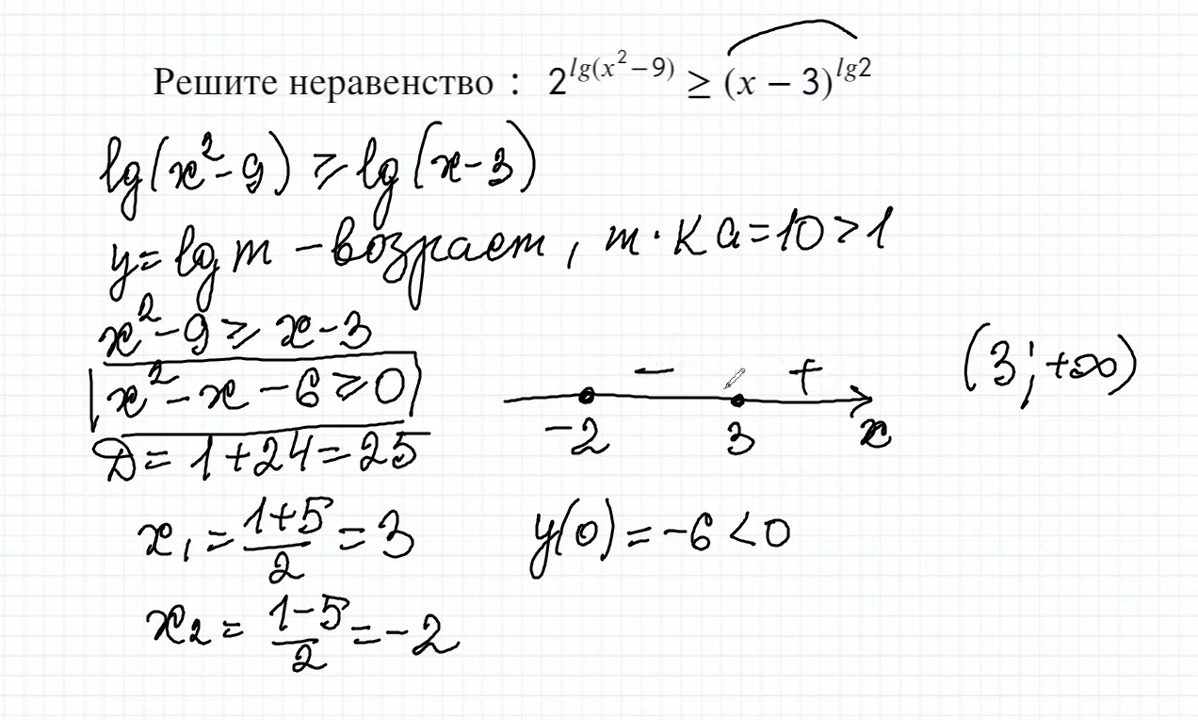 Решите неравенство : 2^{lg(x²−9)} ≥ (x − 3)^{lg2}
lg(x²-9) ≥ lg(x-3)
y = lg m - возраст, т.к a=10>1
x²-9 ≥ x-3
x²-x-6 ≥ 0
Д = 1+24 = 25
x₁ = (1+5)/2 = 3
x₂ = (1-5)/2 = -2
- +
-2 3 x
y(0) = -6 < 0
(3; +∞)